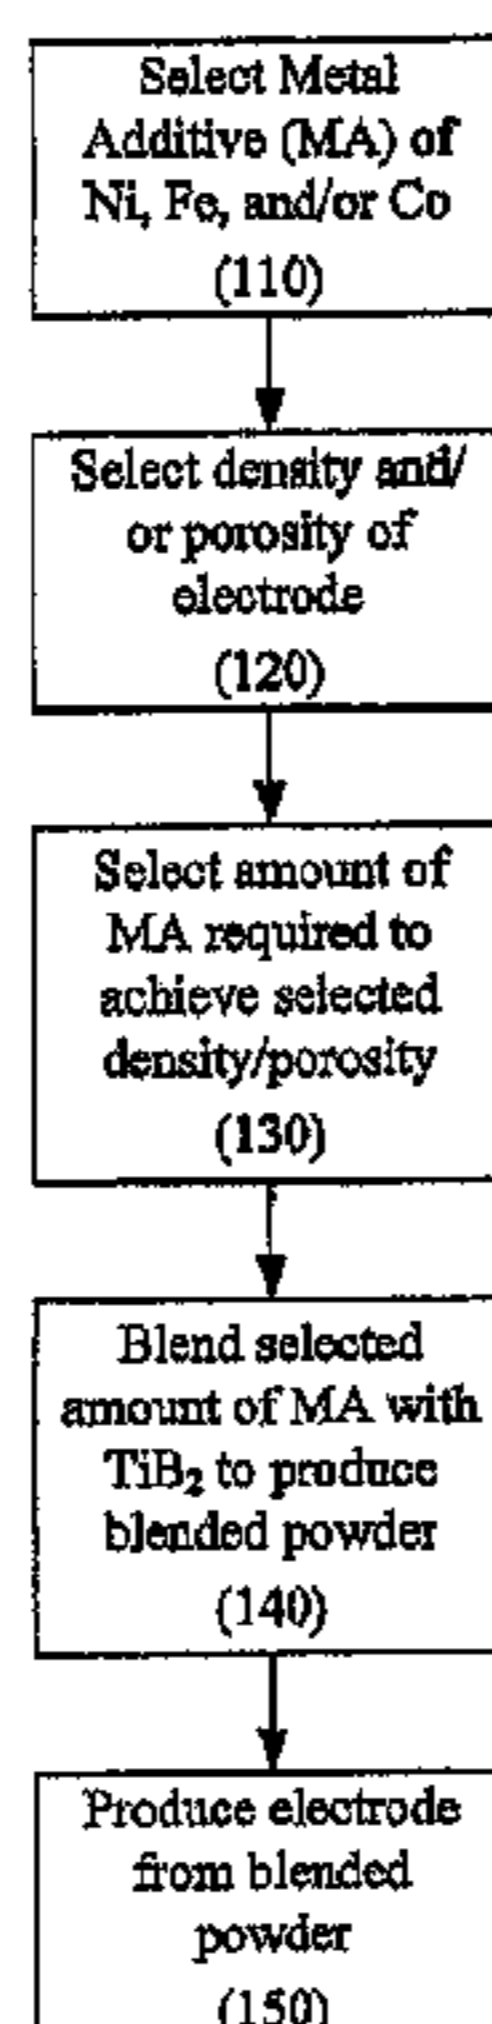 Select Metal
Additive (MA) of
Ni, Fe, and/or Co
(110)
Select density and/
or porosity of
electrode
(120)
Select amount of
MA required to
achieve selected
density/porosity
(130)
Blend selected
amount of MA with
TiB₂ to produce
blended powder
(140)
Produce electrode
from blended
powder
(150)